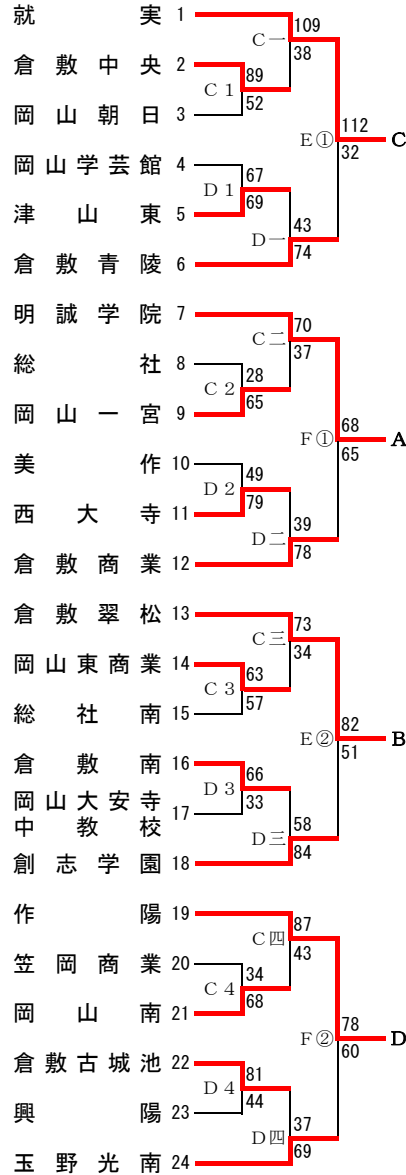 就実 1
倉敷中央 2
岡山朝日 3
岡山学芸館 4
津山東 5
倉敷青陵 6
C一 109 38
C1 89 52
D1 67 69
D一 43 74
E① 112 32 C
明誠学院 7
総社 8
岡山一宮 9
美作 10
西大寺 11
倉敷商業 12
C二 70 37
C2 28 65
D2 49 79
D二 39 78
F① 68 65 A
倉敷翠松 13
岡山東商業 14
総社南 15
倉敷南 16
岡山大安寺
中教校 17
創志学園 18
C三 73 34
C3 63 57
D3 66 33
D三 58 84
E② 82 51 B
作陽 19
笠岡商業 20
岡山南 21
倉敷古城池 22
興陽 23
玉野光南 24
C四 87 43
C4 34 68
D4 81 44
D四 37 69
F② 78 60 D